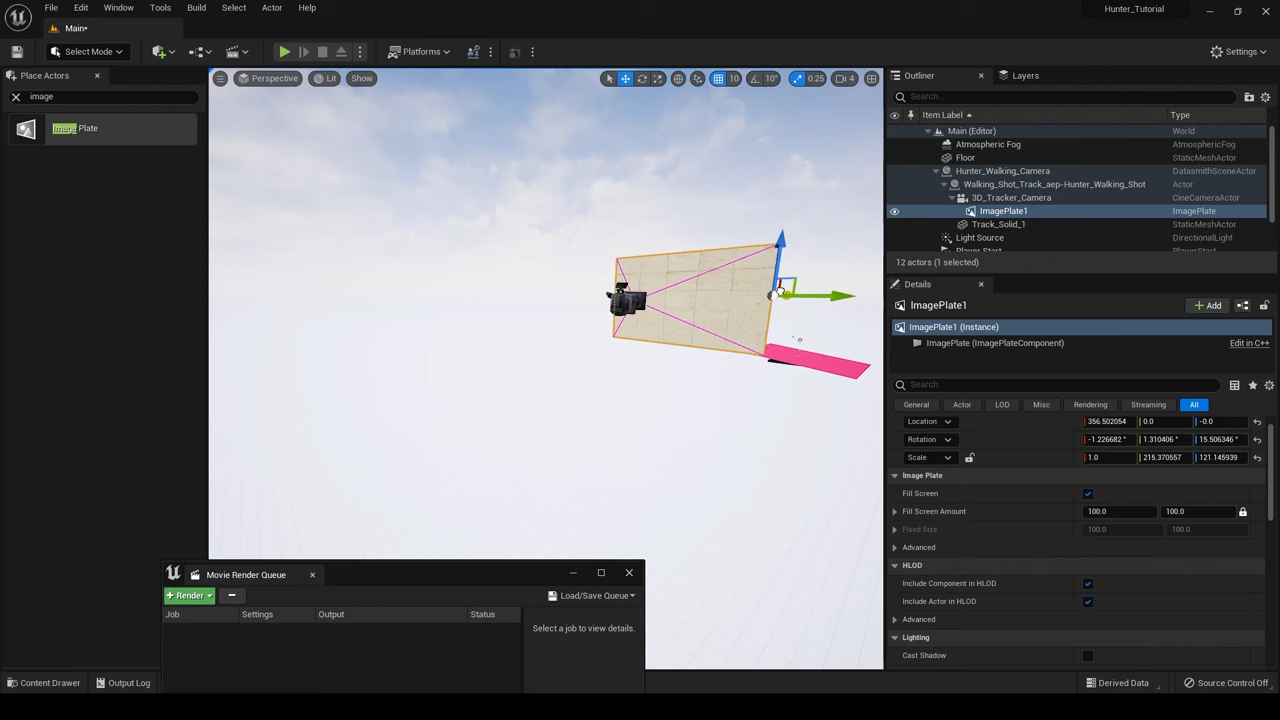 File Edit Window Tools Build Select Actor Help
Hunter_Tutorial
Main*
Select Mode
Platforms
Settings
Place Actors
image
Image Plate
Perspective Lit Show
10 10° 0.25 4
Outliner Layers
Search...
Item Label Type
Main (Editor) World
Atmospheric Fog AtmosphericFog
Floor StaticMeshActor
Hunter_Walking_Camera DatasmithSceneActor
Walking_Shot_Track_aep-Hunter_Walking_Shot Actor
3D_Tracker_Camera CineCameraActor
ImagePlate1 ImagePlate
Track_Solid_1 StaticMeshActor
Light Source DirectionalLight
Player Start PlayerStart
12 actors (1 selected)
Details
ImagePlate1
Add
ImagePlate1 (Instance)
ImagePlate (ImagePlateComponent) Edit in C++
Search
General Actor LOD Misc Rendering Streaming All
Location 356.502054 0.0 -0.0
Rotation -1.226682 ° 1.310406 ° 15.506346 °
Scale 1.0 215.370557 121.145939
Image Plate
Fill Screen
Fill Screen Amount 100.0 100.0
Fixed Size 100.0 100.0
Advanced
HLOD
Include Component in HLOD
Include Actor in HLOD
Advanced
Lighting
Cast Shadow
Movie Render Queue
+ Render
Load/Save Queue
Job Settings Output Status
Select a job to view details.
Content Drawer Output Log
Derived Data Source Control Off